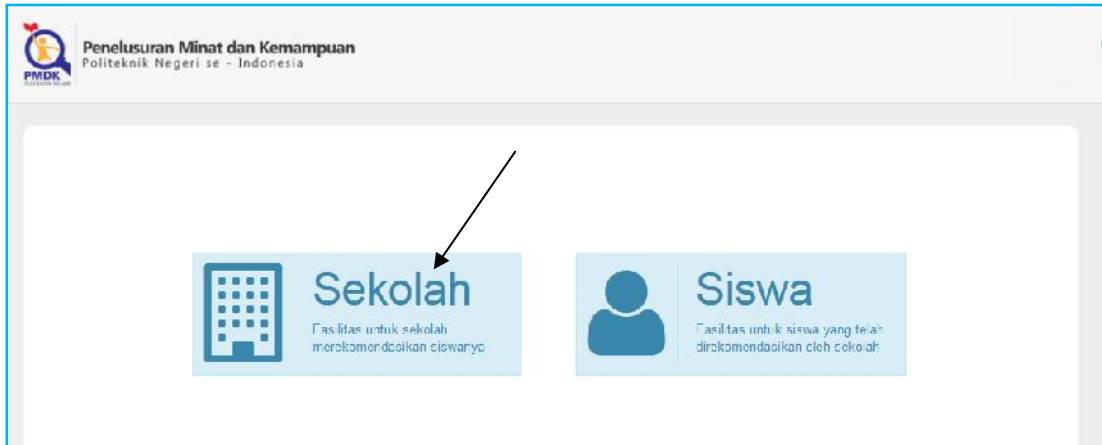 PMDK
Penelusuran Minat dan Kemampuan
Politeknik Negeri se - Indonesia
Sekolah
Fasilitas untuk sekolah
merekomendasikan siswanya
Siswa
Fasilitas untuk siswa yang telah
direkomendasikan oleh sekolah